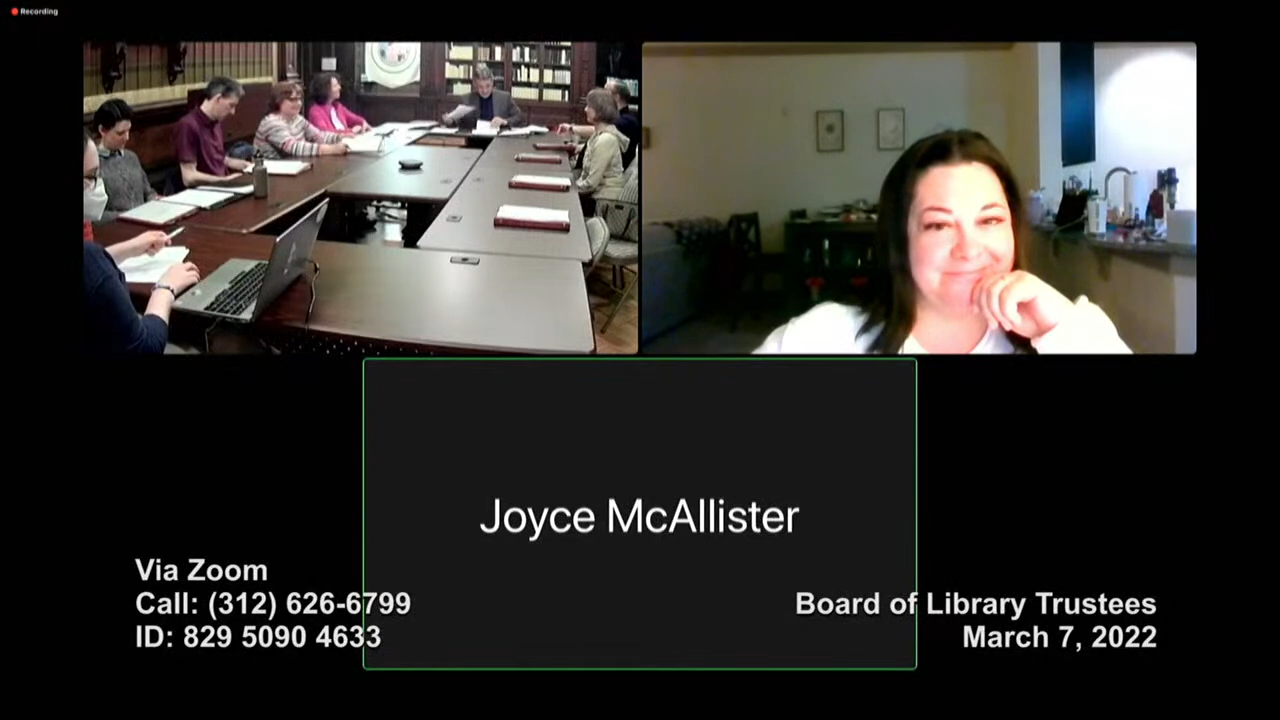 Recording
Joyce McAllister
Via Zoom
Call: (312) 626-6799
ID: 829 5090 4633
Board of Library Trustees
March 7, 2022